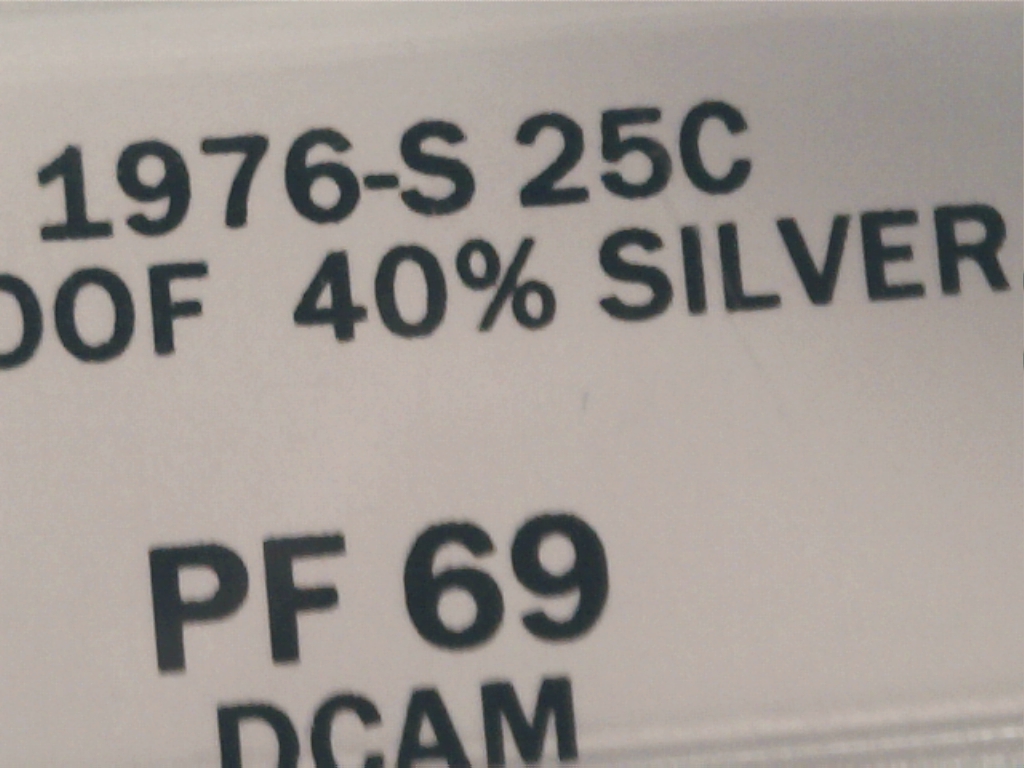 1976-S 25C
OOF 40% SILVER
PF 69
DCAM